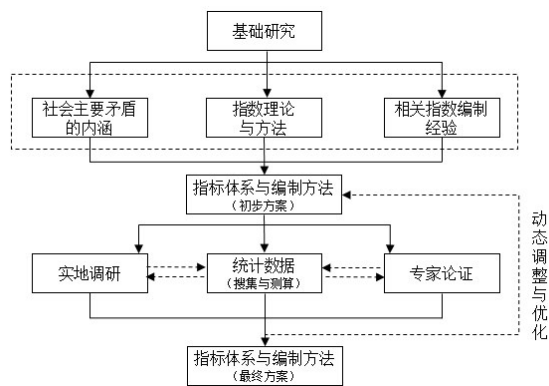 基础研究
社会主要矛盾
的内涵
指数理论
与方法
相关指数编制
经验
指标体系与编制方法
(初步方案)
实地调研
统计数据
(搜集与测算)
专家论证
动态调整与优化
指标体系与编制方法
(最终方案)